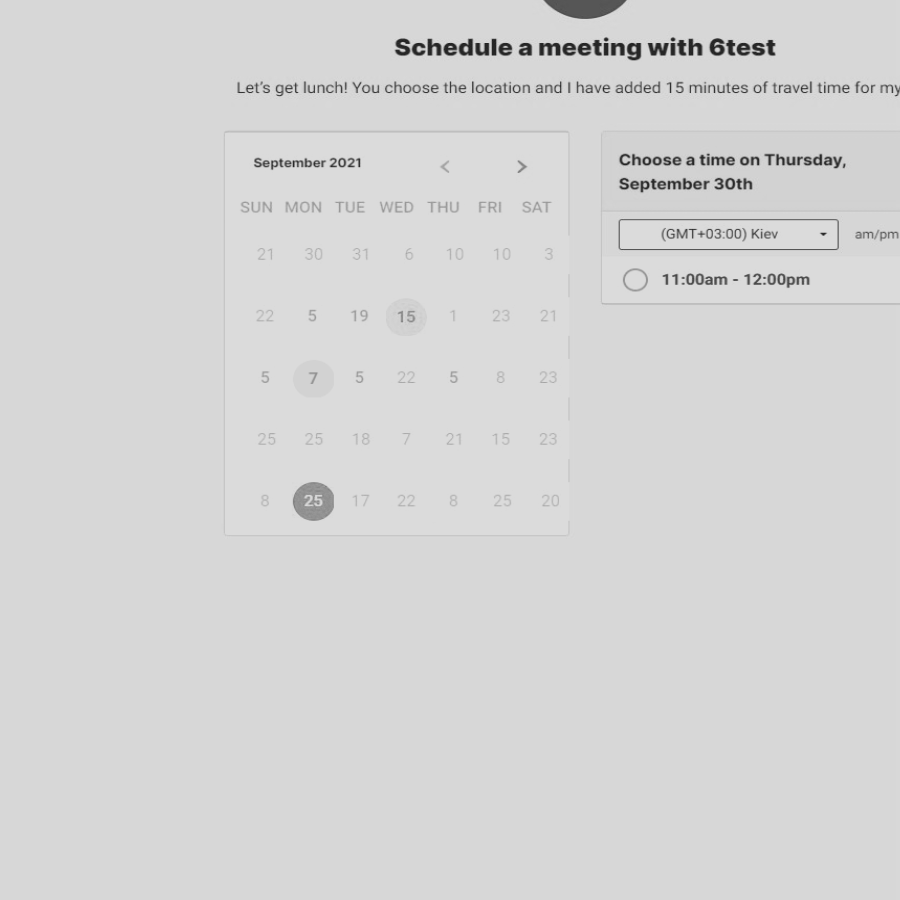 Schedule a meeting with 6test
Let's get lunch! You choose the location and I have added 15 minutes of travel time for my
September 2021 < >
SUN MON TUE WED THU FRI SAT
21 30 31 6 10 10 3
22 5 19 15 1 23 21
5 7 5 22 5 8 23
25 25 18 7 21 15 23
8 25 17 22 8 25 20
Choose a time on Thursday,
September 30th
(GMT+03:00) Kiev am/pm
11:00am - 12:00pm